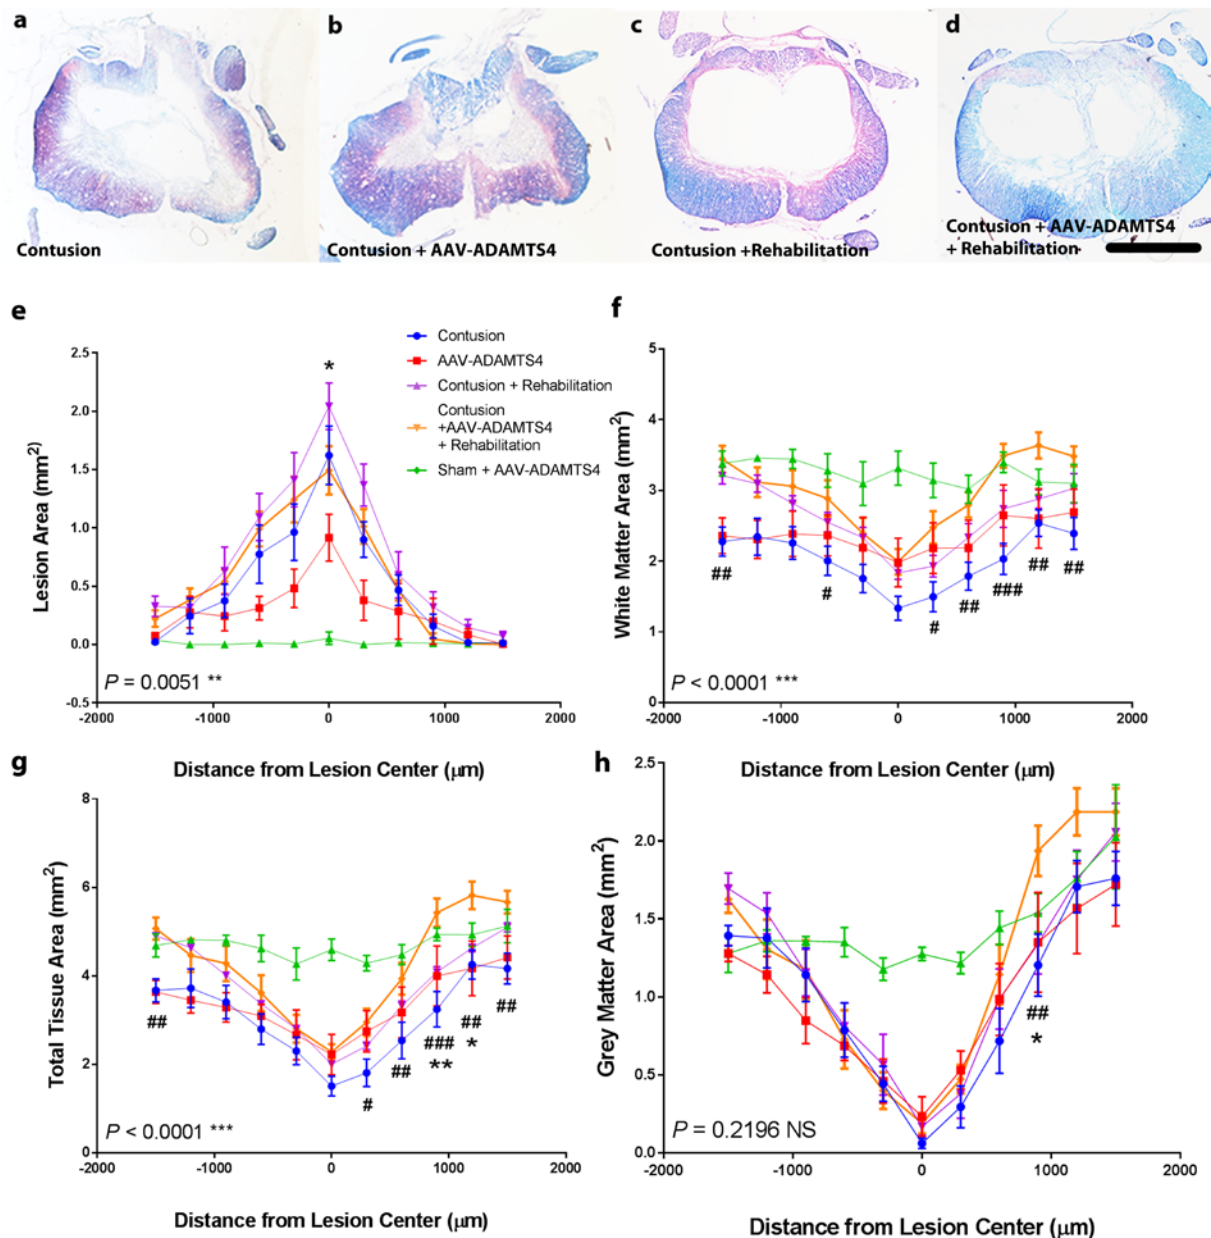 a
b
c
d
Contusion
Contusion + AAV-ADAMTS4
Contusion +Rehabilitation
Contusion + AAV-ADAMTS4
+ Rehabilitation
e
Lesion Area (mm²)
2.5
2.0
1.5
1.0
0.5
0.0
-0.5
*
Contusion
AAV-ADAMTS4
Contusion + Rehabilitation
Contusion
+AAV-ADAMTS4
+ Rehabilitation
Sham + AAV-ADAMTS4
P = 0.0051 **
-2000 -1000 0 1000 2000
Distance from Lesion Center (μm)
f
White Matter Area (mm²)
5
4
3
2
1
0
## # # ## ### ## ##
P < 0.0001 ***
-2000 -1000 0 1000 2000
Distance from Lesion Center (μm)
g
Total Tissue Area (mm²)
8
6
4
2
0
## # ## ### ## ##
** *
P < 0.0001 ***
-2000 -1000 0 1000 2000
Distance from Lesion Center (μm)
h
Grey Matter Area (mm²)
2.5
2.0
1.5
1.0
0.5
0.0
##
*
P = 0.2196 NS
-2000 -900 0 1000 2000
Distance from Lesion Center (μm)